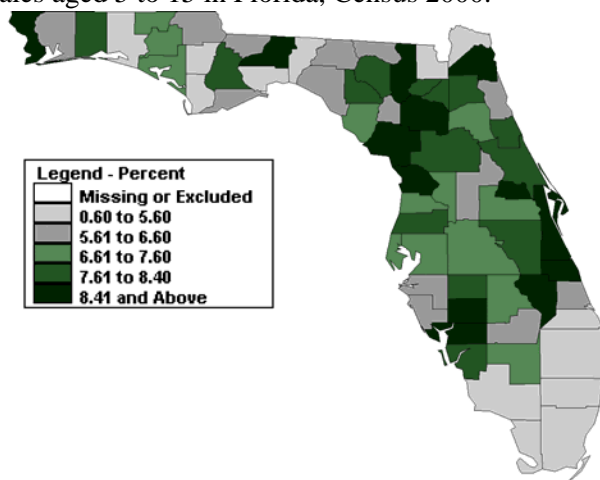 aged 5 to 15 in Florida, Census 2000.
Legend - Percent
Missing or Excluded
0.60 to 5.60
5.61 to 6.60
6.61 to 7.60
7.61 to 8.40
8.41 and Above